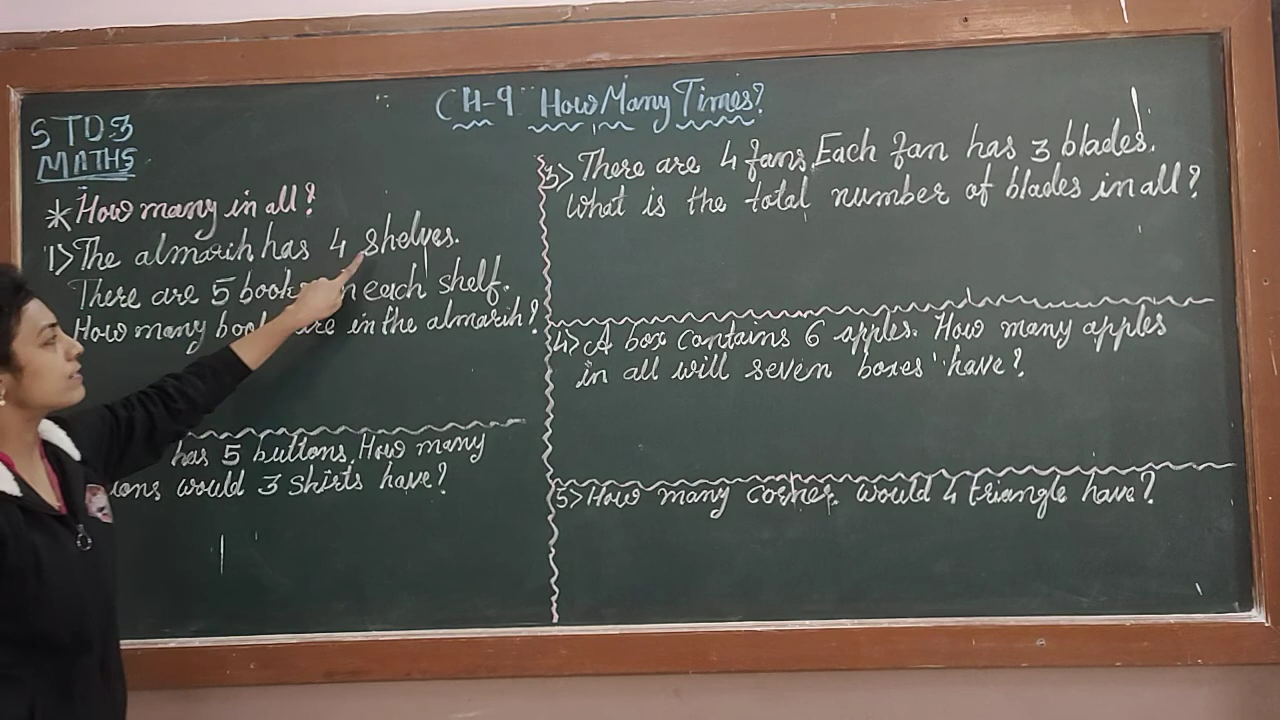 CH-9 How Many Times?
STD 3
MATHS
* How many in all?
1> The almarih has 4 shelves.
There are 5 books in each shelf.
How many books are in the almarih?
has 5 buttons. How many
would 3 shirts have?
3> There are 4 fans. Each fan has 3 blades.
What is the total number of blades in all?
4> A box contains 6 apples. How many apples
in all will seven boxes have?
5> How many corner would 4 triangle have?